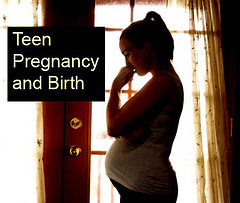 Teen
Pregnancy
and Birth